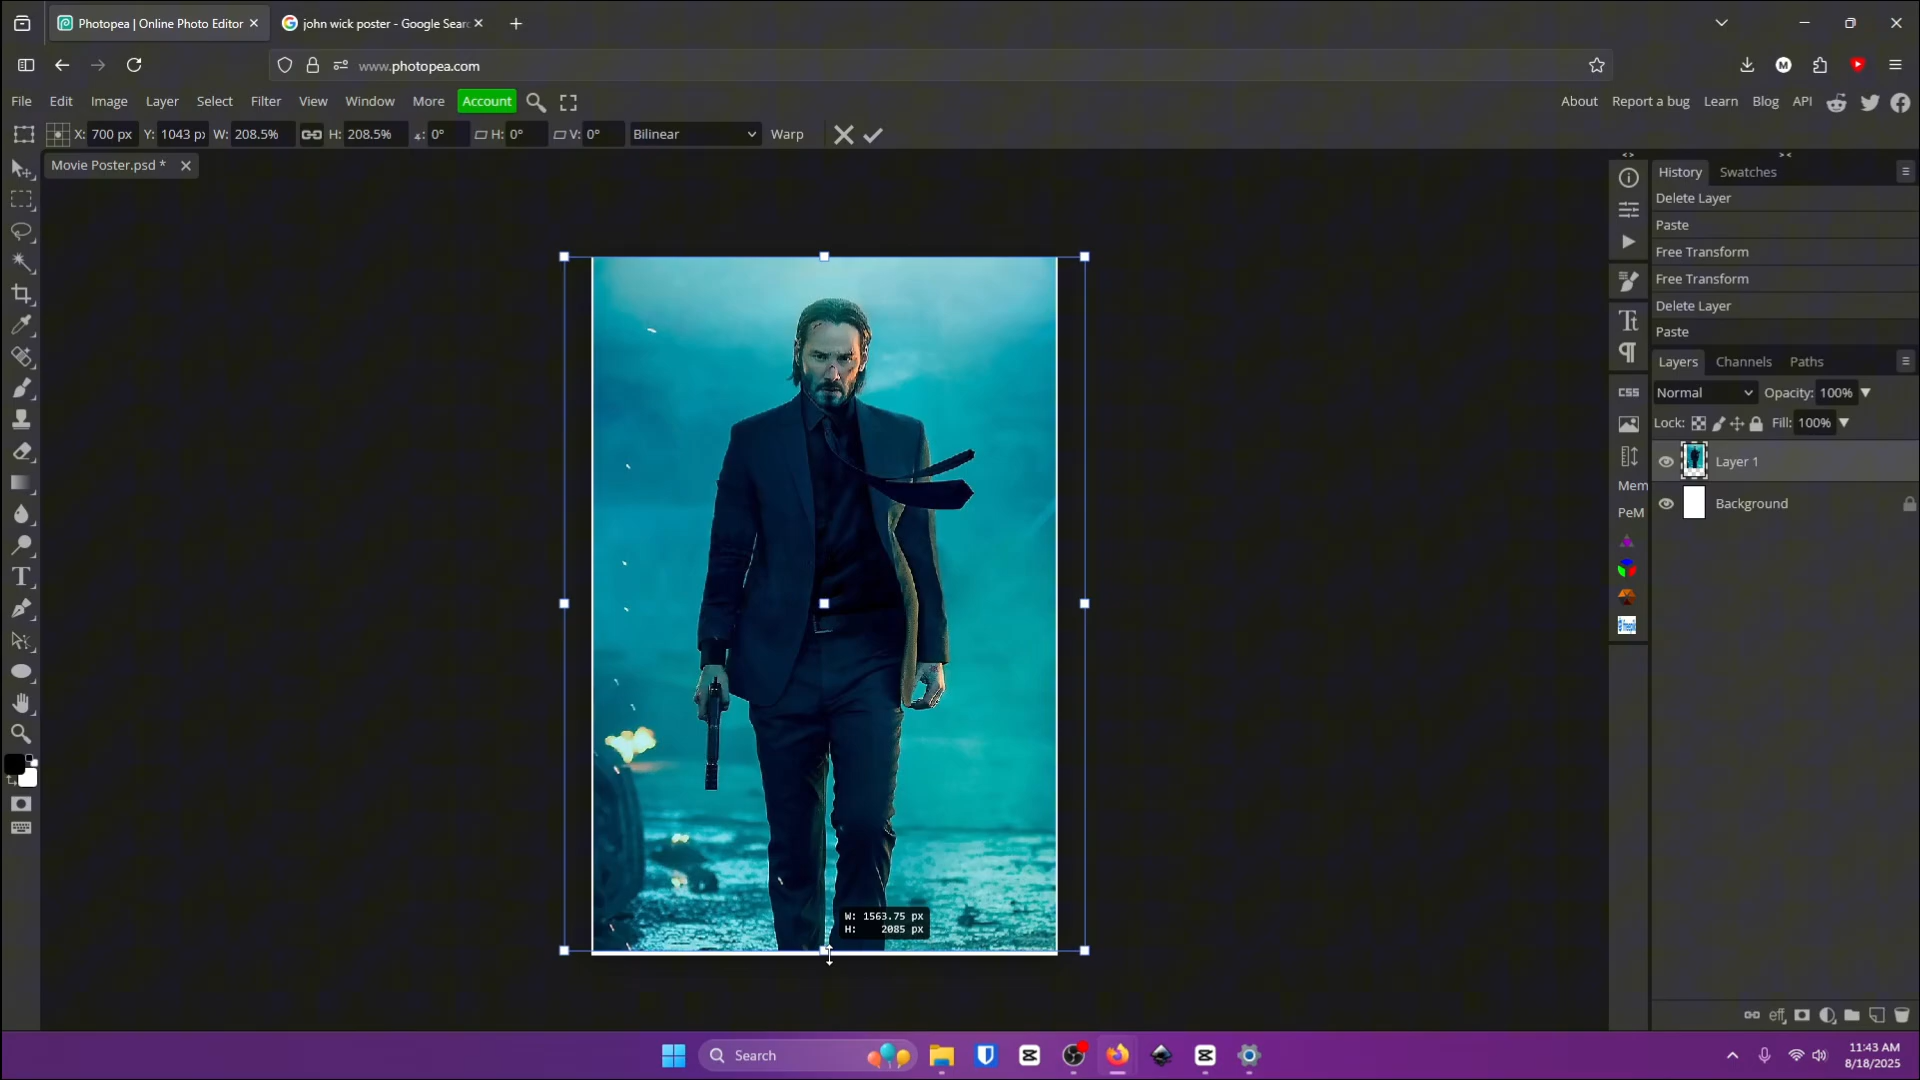 Photopea | Online Photo Editor
john wick poster - Google Sear
www.photopea.com
File Edit Image Layer Select Filter View Window More Account
About Report a bug Learn Blog API
X: 700 px Y: 1043 p W: 208.5% H: 208.5% : 0° H: 0° V: 0° Bilinear Warp
Movie Poster.psd *
History Swatches
Delete Layer
Paste
Free Transform
Free Transform
Delete Layer
Paste
Layers Channels Paths
Normal Opacity: 100%
Lock: Fill: 100%
Layer 1
Background
CSS
Mem
PeM
W: 1563.75 px
H: 2085 px
eff
Search
11:43 AM
8/18/2025